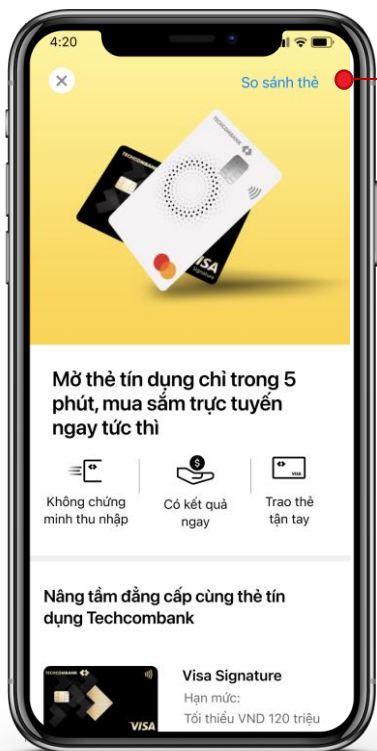 4:20
So sánh thẻ
TECHCOMBANK
TECHCOMBANK
VISA
Signature
Mở thẻ tín dụng chỉ trong 5
phút, mua sắm trực tuyến
ngay tức thì
VISA
Không chứng
minh thu nhập
Có kết quả
ngay
Trao thẻ
tận tay
Nâng tầm đẳng cấp cùng thẻ tín
dụng Techcombank
TECHCOMBANK
VISA
Visa Signature
Hạn mức:
Tối thiểu VND 120 triệu